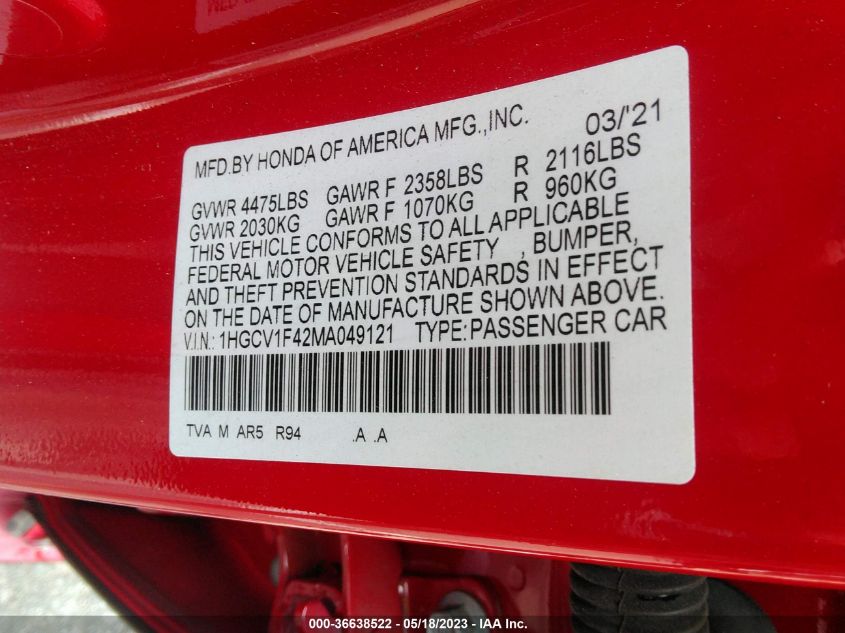 MFD.BY HONDA OF AMERICA MFG.,INC. 03/'21
GVWR 4475LBS GAWR F 2358LBS R 2116LBS
GVWR 2030KG GAWR F 1070KG R 960KG
THIS VEHICLE CONFORMS TO ALL APPLICABLE
FEDERAL MOTOR VEHICLE SAFETY , BUMPER,
AND THEFT PREVENTION STANDARDS IN EFFECT
ON THE DATE OF MANUFACTURE SHOWN ABOVE.
V.I.N.: 1HGCV1F42MA049121 TYPE:PASSENGER CAR
TVA M AR5 R94 .A .A
000-36638522 - 05/18/2023 - IAA Inc.